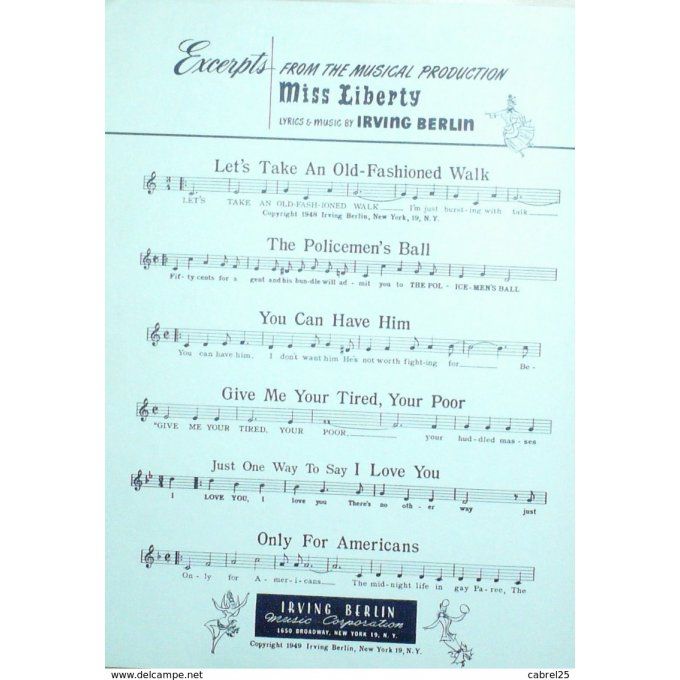 Excerpts FROM THE MUSICAL PRODUCTION
Miss Liberty
LYRICS & MUSIC BY IRVING BERLIN
Let's Take An Old-Fashioned Walk
LET'S TAKE AN OLD-FASH-IONED WALK____ I'm just burst-ing with talk____
Copyright 1948 Irving Berlin, New York, 19, N.Y.
The Policemen's Ball
Fif-ty cents for a gent and his bun-dle will ad-mit you to THE POL-ICE-MEN'S BALL
You Can Have Him
You can have him, I don't want him He's not worth fight-ing for____ Be-
Give Me Your Tired, Your Poor
"GIVE ME YOUR TIRED, YOUR POOR____ your hud-dled mas-ses
Just One Way To Say I Love You
I LOVE YOU, I love you There's no oth-er way just
Only For Americans
On-ly for A-mer-i-cans____ The mid-night life in gay Pa-ree, The
IRVING BERLIN
Music Corporation
1650 BROADWAY, NEW YORK 19, N.Y.
Copyright 1949 Irving Berlin, New York 19, N.Y.
www.delcampe.net
cabrel25